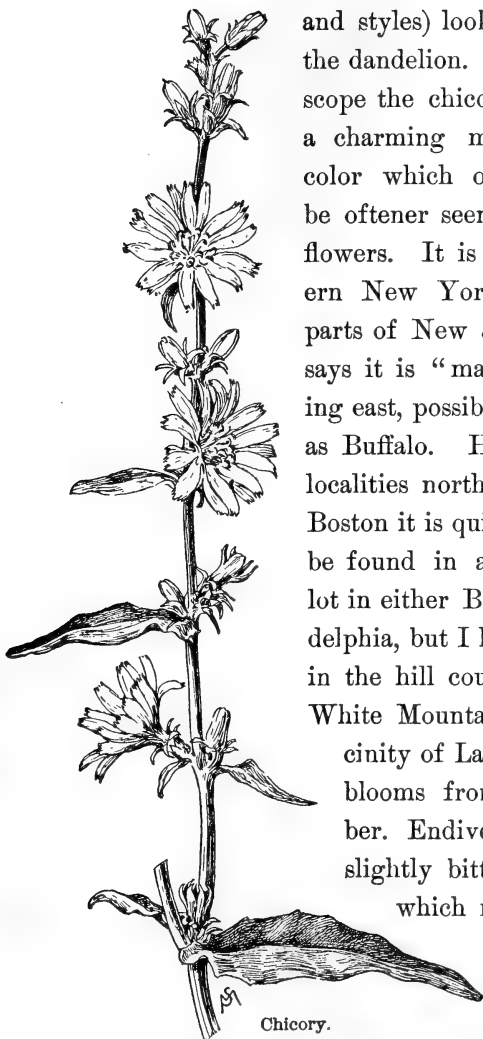 and styles) look
the dandelion.
scope the chico
a charming m
color which o
be oftener seen
flowers. It is
ern New Yor
parts of New
says it is “ma
ing east, possib
as Buffalo. H
localities north
Boston it is qui
be found in a
lot in either B
delphia, but I
in the hill cou
White Mounta
cinity of La
blooms from
ber. Endive
slightly bitt
which
Chicory.